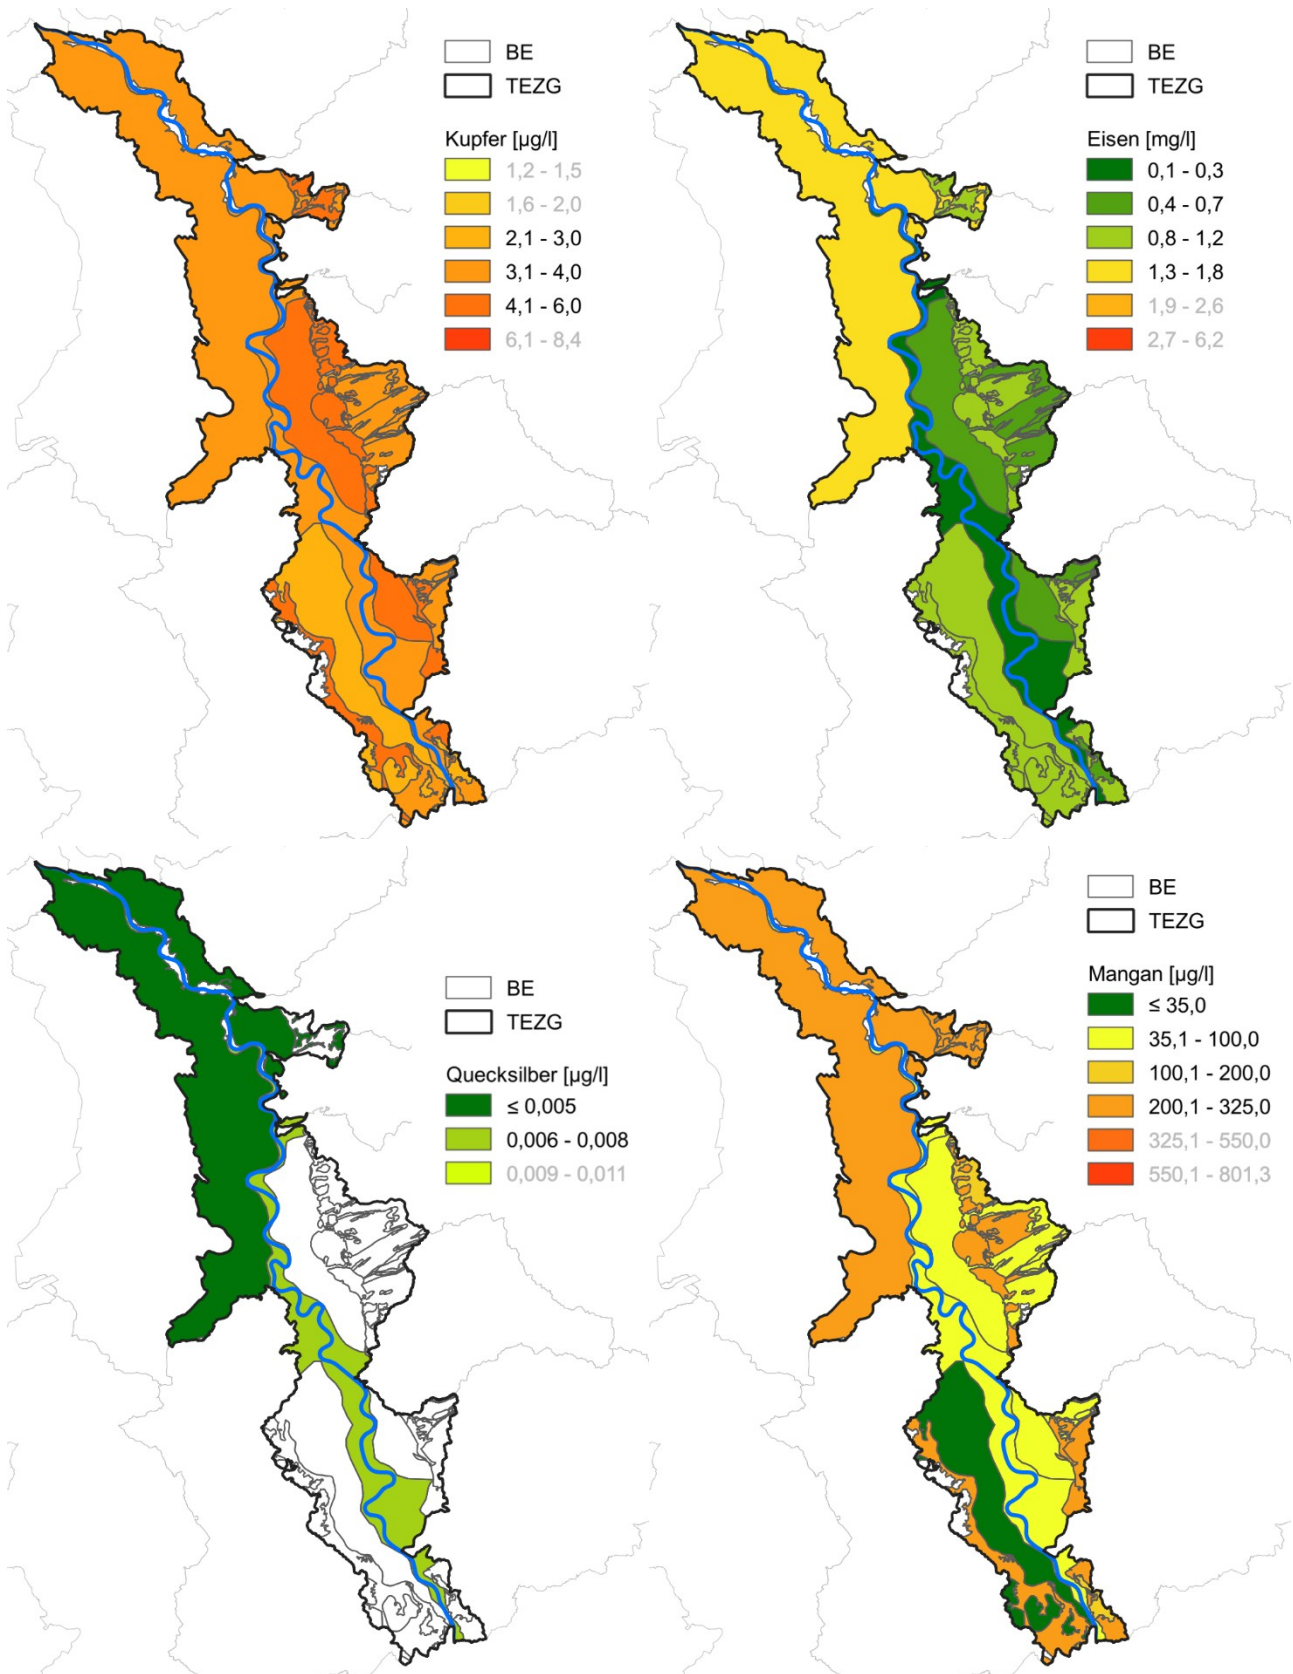 BE
TEZG
Kupfer [µg/l]
1,2 - 1,5
1,6 - 2,0
2,1 - 3,0
3,1 - 4,0
4,1 - 6,0
6,1 - 8,4
BE
TEZG
Eisen [mg/l]
0,1 - 0,3
0,4 - 0,7
0,8 - 1,2
1,3 - 1,8
1,9 - 2,6
2,7 - 6,2
BE
TEZG
Quecksilber [µg/l]
≤ 0,005
0,006 - 0,008
0,009 - 0,011
BE
TEZG
Mangan [µg/l]
≤ 35,0
35,1 - 100,0
100,1 - 200,0
200,1 - 325,0
325,1 - 550,0
550,1 - 801,3